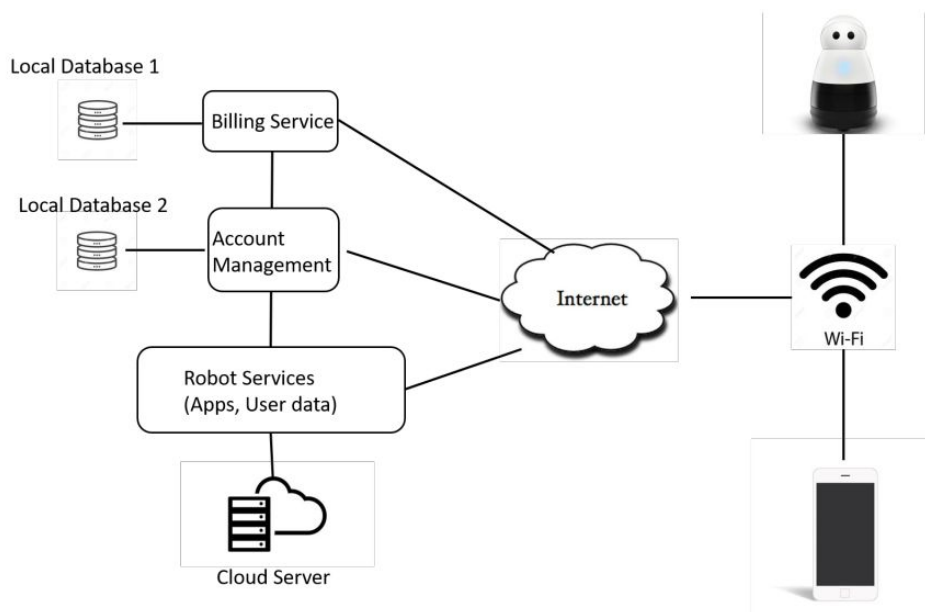 Local Database 1
Billing Service
Local Database 2
Account
Management
Internet
Wi-Fi
Robot Services
(Apps, User data)
Cloud Server